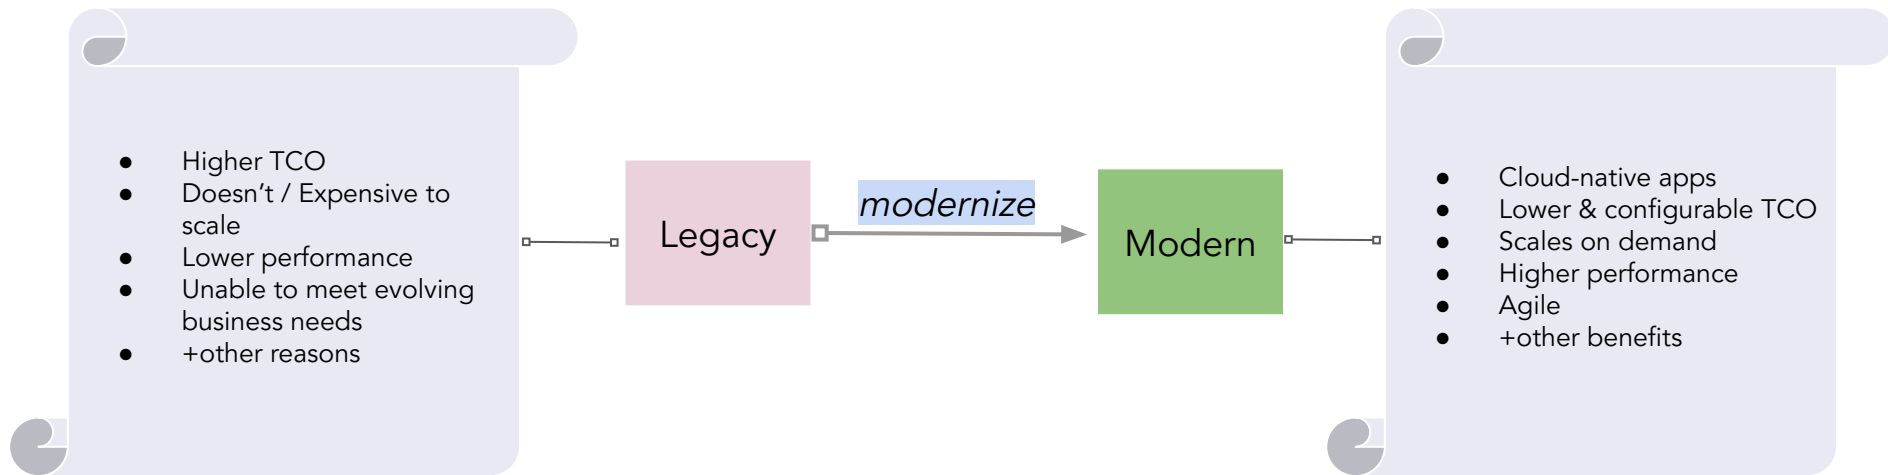 ● Higher TCO
● Doesn't / Expensive to
scale
● Lower performance
● Unable to meet evolving
business needs
● +other reasons
Legacy
modernize
Modern
● Cloud-native apps
● Lower & configurable TCO
● Scales on demand
● Higher performance
● Agile
● +other benefits